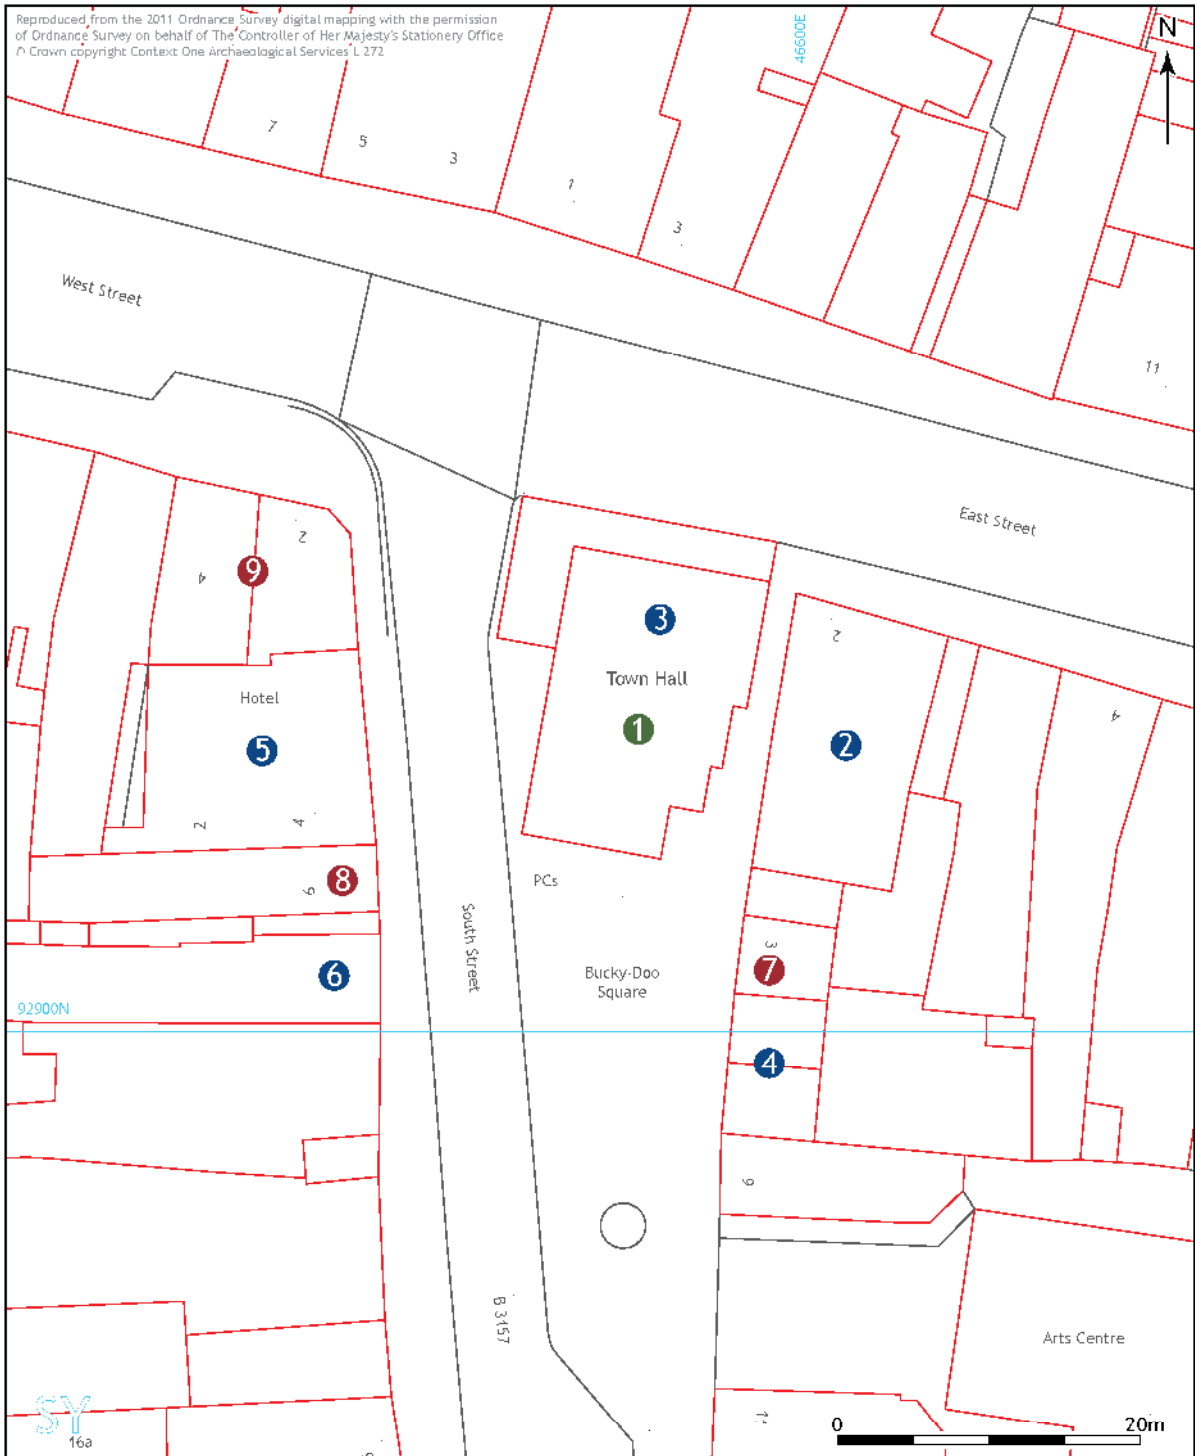 Reproduced from the 2011 Ordnance Survey digital mapping with the permission
of Ordnance Survey on behalf of The Controller of Her Majesty's Stationery Office
© Crown copyright Context One Archaeological Services L 272
46600E
N
7
5
3
1
3
11
West Street
East Street
2
9
4
3
2
Town Hall
Hotel
1
2
4
5
2
4
8
6
PCs
South Street
3
7
6
Bucky-Doo
Square
92900N
4
9
B 3157
Arts Centre
SY
16a
0
20m